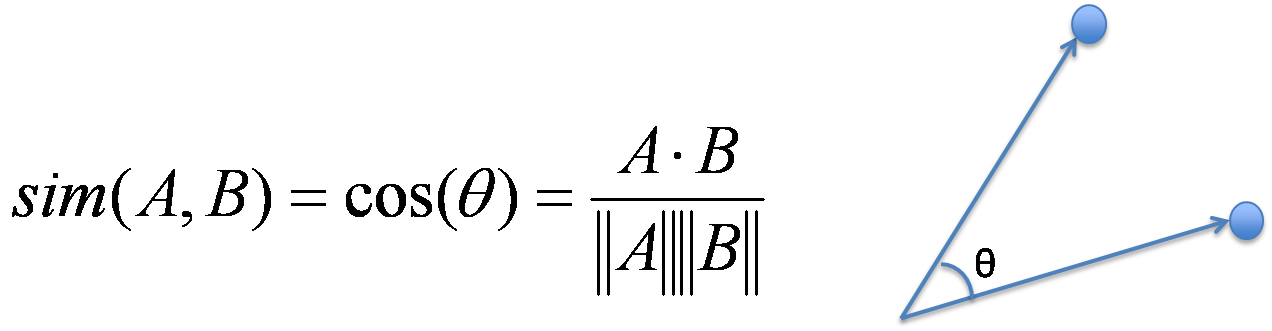 sim(A, B) = cos(θ) = A · B / ‖A‖‖B‖
θ